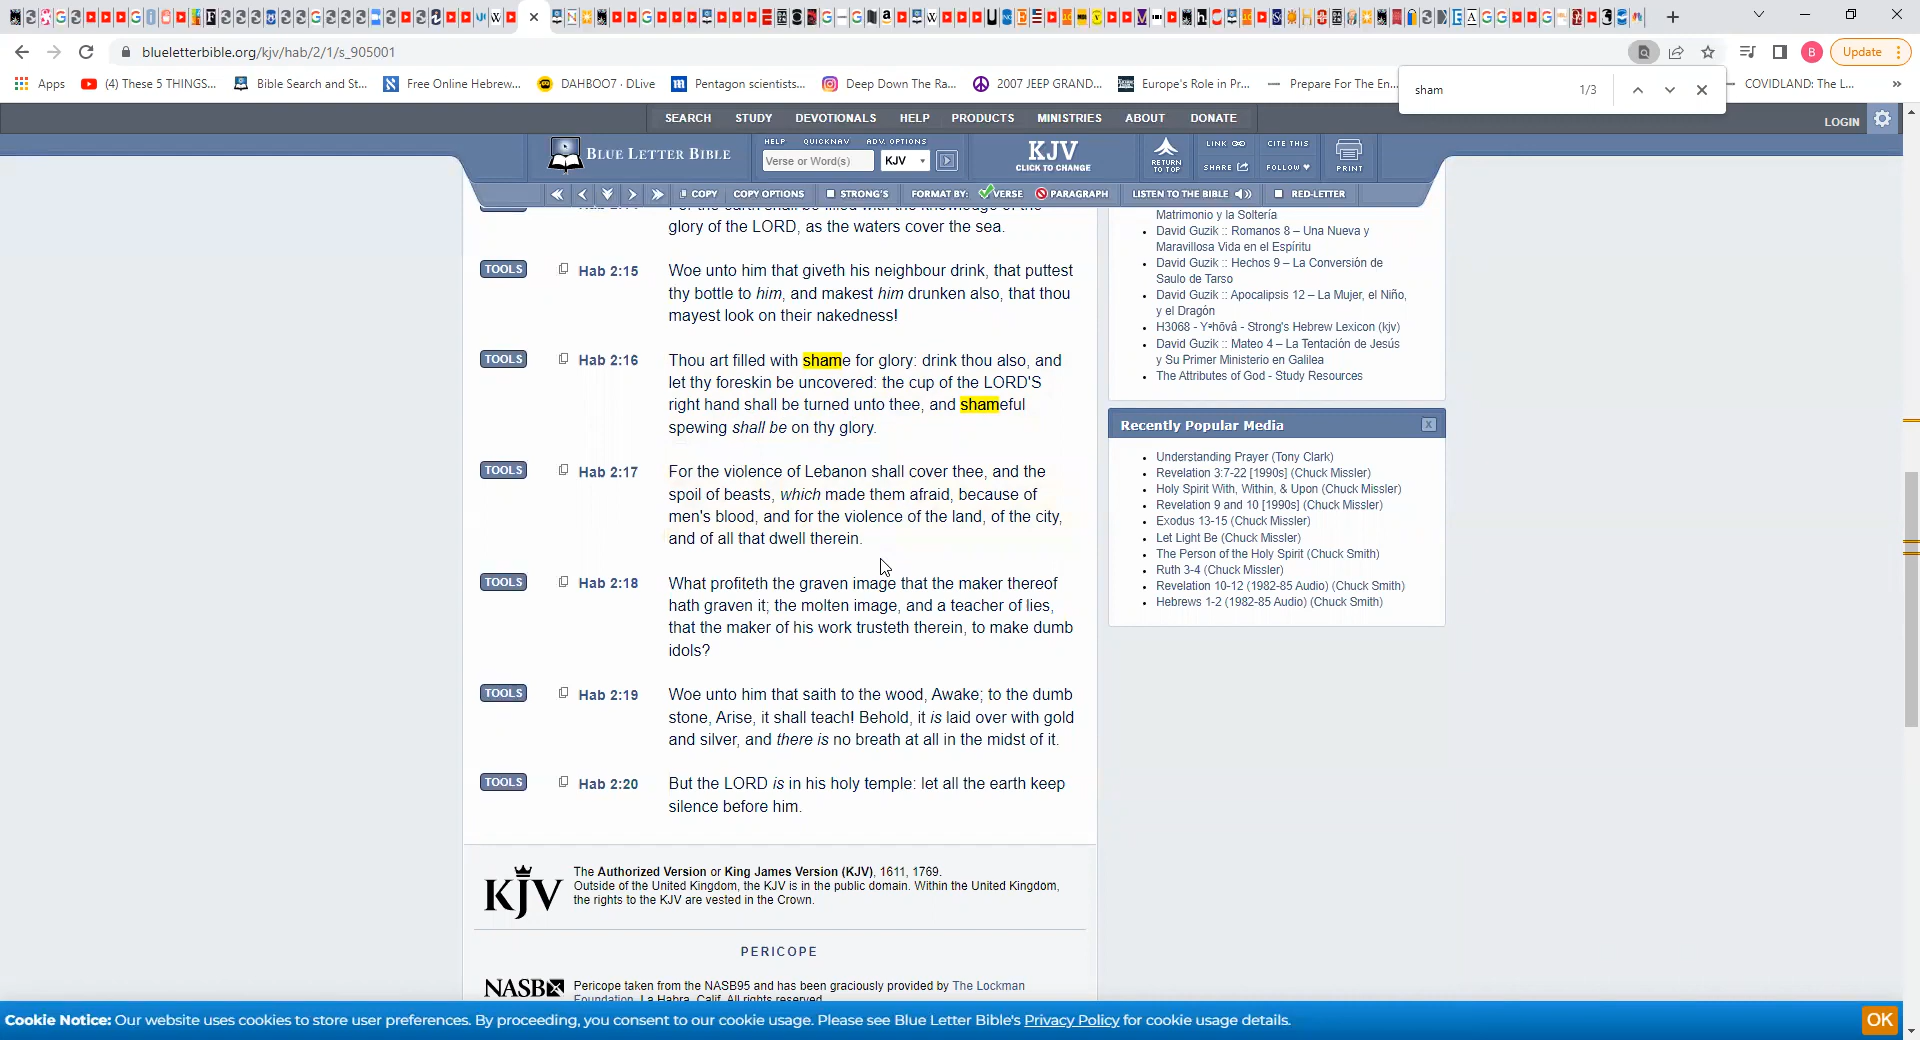 blueletterbible.org/kjv/hab/2/1/s_905001
Update
Apps
(4) These 5 THINGS...
Bible Search and St...
Free Online Hebrew...
DAHBOO7 · DLive
Pentagon scientists...
Deep Down The Ra...
2007 JEEP GRAND...
Europe's Role in Pr...
Prepare For The En...
COVIDLAND: The L...
sham
1/3
SEARCH STUDY DEVOTIONALS HELP PRODUCTS MINISTRIES ABOUT DONATE
LOGIN
BLUE LETTER BIBLE
HELP QUICKNAV ADV. OPTIONS
Verse or Word(s)
KJV
KJV
CLICK TO CHANGE
RETURN
TO TOP
LINK
SHARE
CITE THIS
FOLLOW
PRINT
COPY COPY OPTIONS STRONG'S FORMAT BY: VERSE PARAGRAPH LISTEN TO THE BIBLE RED-LETTER
glory of the LORD, as the waters cover the sea.
TOOLS
Hab 2:15
Woe unto him that giveth his neighbour drink, that puttest
thy bottle to him, and makest him drunken also, that thou
mayest look on their nakedness!
TOOLS
Hab 2:16
Thou art filled with shame for glory: drink thou also, and
let thy foreskin be uncovered: the cup of the LORD'S
right hand shall be turned unto thee, and shameful
spewing shall be on thy glory.
TOOLS
Hab 2:17
For the violence of Lebanon shall cover thee, and the
spoil of beasts, which made them afraid, because of
men's blood, and for the violence of the land, of the city,
and of all that dwell therein.
TOOLS
Hab 2:18
What profiteth the graven image that the maker thereof
hath graven it; the molten image, and a teacher of lies,
that the maker of his work trusteth therein, to make dumb
idols?
TOOLS
Hab 2:19
Woe unto him that saith to the wood, Awake; to the dumb
stone, Arise, it shall teach! Behold, it is laid over with gold
and silver, and there is no breath at all in the midst of it.
TOOLS
Hab 2:20
But the LORD is in his holy temple: let all the earth keep
silence before him.
KJV
The Authorized Version or King James Version (KJV), 1611, 1769.
Outside of the United Kingdom, the KJV is in the public domain. Within the United Kingdom,
the rights to the KJV are vested in the Crown.
PERICOPE
NASB
Pericope taken from the NASB95 and has been graciously provided by The Lockman
Foundation, La Habra, Calif. All rights reserved
Matrimonio y la Soltería
David Guzik :: Romanos 8 – Una Nueva y
Maravillosa Vida en el Espíritu
David Guzik :: Hechos 9 – La Conversión de
Saulo de Tarso
David Guzik :: Apocalipsis 12 – La Mujer, el Niño,
y el Dragón
H3068 - Yᵊhōvâ - Strong's Hebrew Lexicon (kjv)
David Guzik :: Mateo 4 – La Tentación de Jesús
y Su Primer Ministerio en Galilea
The Attributes of God - Study Resources
Recently Popular Media
X
Understanding Prayer (Tony Clark)
Revelation 3:7-22 [1990s] (Chuck Missler)
Holy Spirit With, Within, & Upon (Chuck Missler)
Revelation 9 and 10 [1990s] (Chuck Missler)
Exodus 13-15 (Chuck Missler)
Let Light Be (Chuck Missler)
The Person of the Holy Spirit (Chuck Smith)
Ruth 3-4 (Chuck Missler)
Revelation 10-12 (1982-85 Audio) (Chuck Smith)
Hebrews 1-2 (1982-85 Audio) (Chuck Smith)
Cookie Notice: Our website uses cookies to store user preferences. By proceeding, you consent to our cookie usage. Please see Blue Letter Bible's Privacy Policy for cookie usage details.
OK